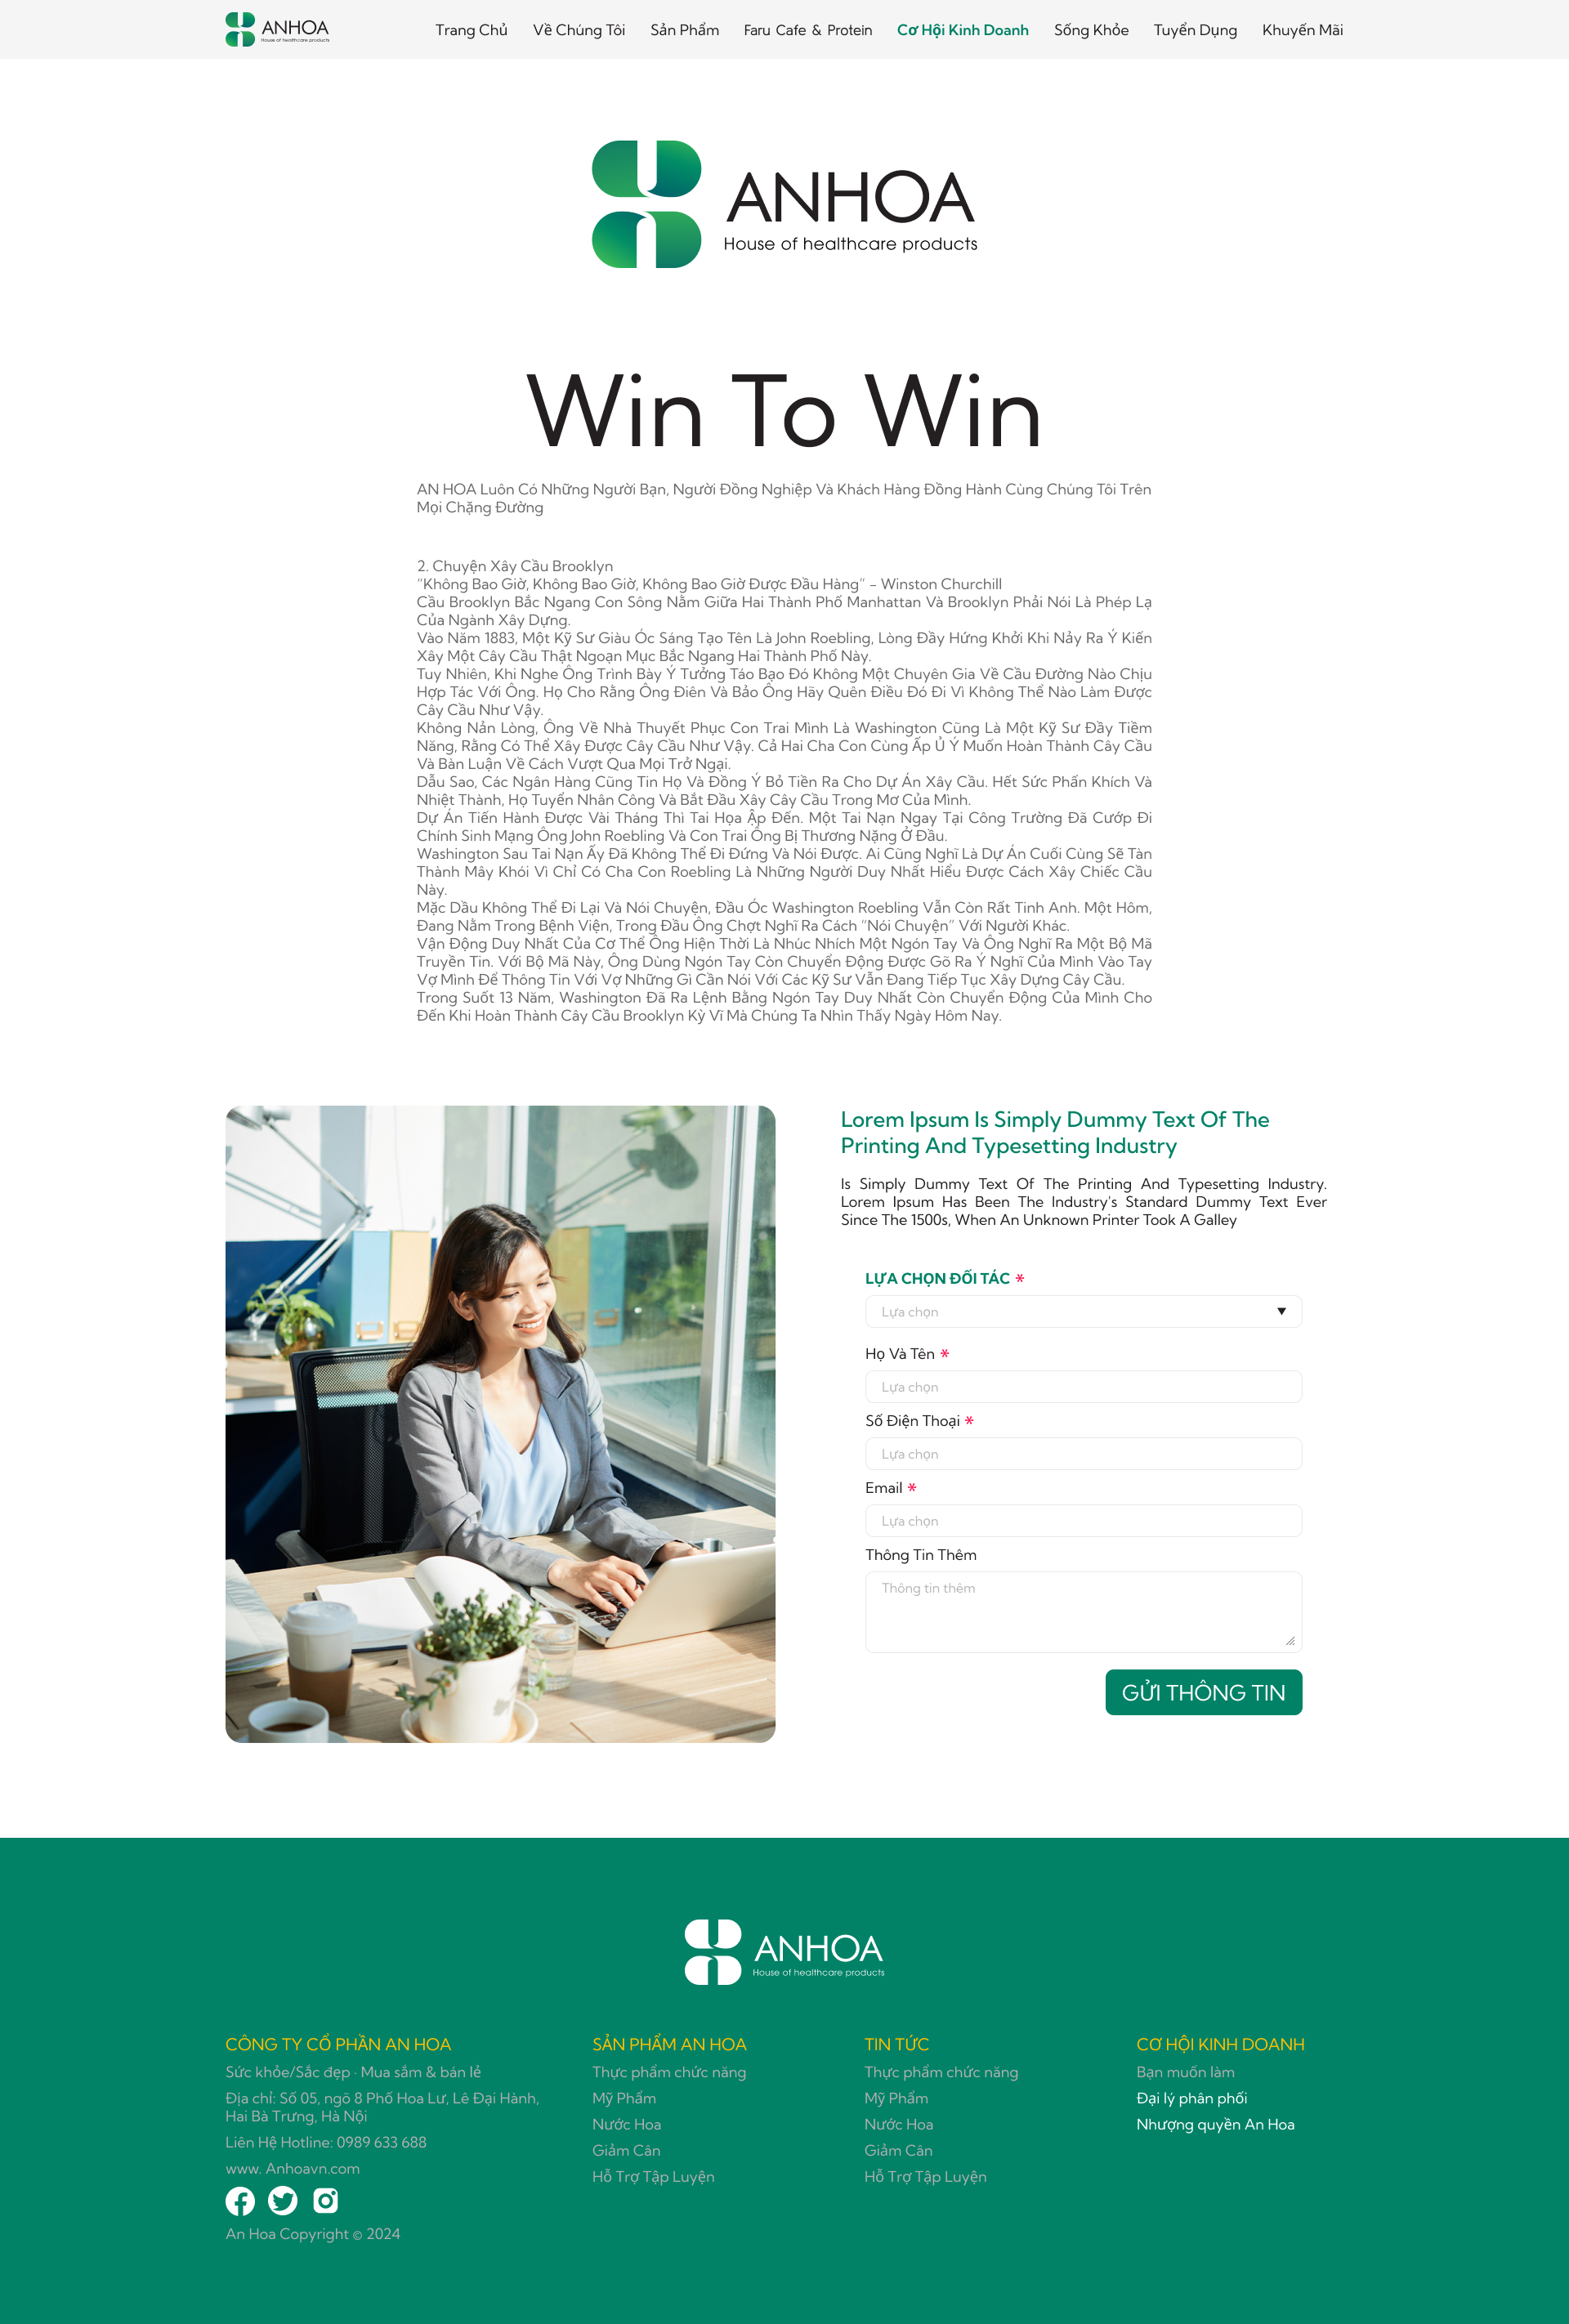 ANHOA
House of healthcare products
Trang Chủ
Về Chúng Tôi
Sản Phẩm
Faru Cafe & Protein
Cơ Hội Kinh Doanh
Sống Khỏe
Tuyển Dụng
Khuyến Mãi
ANHOA
House of healthcare products
Win To Win
AN HOA Luôn Có Những Người Bạn, Người Đồng Nghiệp Và Khách Hàng Đồng Hành Cùng Chúng Tôi Trên
Mọi Chặng Đường
2. Chuyện Xây Cầu Brooklyn
“Không Bao Giờ, Không Bao Giờ, Không Bao Giờ Được Đầu Hàng” – Winston Churchill
Cầu Brooklyn Bắc Ngang Con Sông Nằm Giữa Hai Thành Phố Manhattan Và Brooklyn Phải Nói Là Phép Lạ
Của Ngành Xây Dựng.
Vào Năm 1883, Một Kỹ Sư Giàu Óc Sáng Tạo Tên Là John Roebling, Lòng Đầy Hứng Khởi Khi Nảy Ra Ý Kiến
Xây Một Cây Cầu Thật Ngoạn Mục Bắc Ngang Hai Thành Phố Này.
Tuy Nhiên, Khi Nghe Ông Trình Bày Ý Tưởng Táo Bạo Đó Không Một Chuyên Gia Về Cầu Đường Nào Chịu
Hợp Tác Với Ông. Họ Cho Rằng Ông Điên Và Bảo Ông Hãy Quên Điều Đó Đi Vì Không Thể Nào Làm Được
Cây Cầu Như Vậy.
Không Nản Lòng, Ông Về Nhà Thuyết Phục Con Trai Mình Là Washington Cũng Là Một Kỹ Sư Đầy Tiềm
Năng, Rằng Có Thể Xây Được Cây Cầu Như Vậy. Cả Hai Cha Con Cùng Ấp Ủ Ý Muốn Hoàn Thành Cây Cầu
Và Bàn Luận Về Cách Vượt Qua Mọi Trở Ngại.
Dẫu Sao, Các Ngân Hàng Cũng Tin Họ Và Đồng Ý Bỏ Tiền Ra Cho Dự Án Xây Cầu. Hết Sức Phấn Khích Và
Nhiệt Thành, Họ Tuyển Nhân Công Và Bắt Đầu Xây Cây Cầu Trong Mơ Của Mình.
Dự Án Tiến Hành Được Vài Tháng Thì Tai Họa Ập Đến. Một Tai Nạn Ngay Tại Công Trường Đã Cướp Đi
Chính Sinh Mạng Ông John Roebling Và Con Trai Ông Bị Thương Nặng Ở Đầu.
Washington Sau Tai Nạn Ấy Đã Không Thể Đi Đứng Và Nói Được. Ai Cũng Nghĩ Là Dự Án Cuối Cùng Sẽ Tàn
Thành Mây Khói Vì Chỉ Có Cha Con Roebling Là Những Người Duy Nhất Hiểu Được Cách Xây Chiếc Cầu
Này.
Mặc Dầu Không Thể Đi Lại Và Nói Chuyện, Đầu Óc Washington Roebling Vẫn Còn Rất Tinh Anh. Một Hôm,
Đang Nằm Trong Bệnh Viện, Trong Đầu Ông Chợt Nghĩ Ra Cách “Nói Chuyện” Với Người Khác.
Vận Động Duy Nhất Của Cơ Thể Ông Hiện Thời Là Nhúc Nhích Một Ngón Tay Và Ông Nghĩ Ra Một Bộ Mã
Truyền Tin. Với Bộ Mã Này, Ông Dùng Ngón Tay Còn Chuyển Động Được Gõ Ra Ý Nghĩ Của Mình Vào Tay
Vợ Mình Để Thông Tin Với Vợ Những Gì Cần Nói Với Các Kỹ Sư Vẫn Đang Tiếp Tục Xây Dựng Cây Cầu.
Trong Suốt 13 Năm, Washington Đã Ra Lệnh Bằng Ngón Tay Duy Nhất Còn Chuyển Động Của Mình Cho
Đến Khi Hoàn Thành Cây Cầu Brooklyn Kỳ Vĩ Mà Chúng Ta Nhìn Thấy Ngày Hôm Nay.
Lorem Ipsum Is Simply Dummy Text Of The
Printing And Typesetting Industry
Is Simply Dummy Text Of The Printing And Typesetting Industry.
Lorem Ipsum Has Been The Industry's Standard Dummy Text Ever
Since The 1500s, When An Unknown Printer Took A Galley
LỰA CHỌN ĐỐI TÁC *
Lựa chọn
Họ Và Tên *
Lựa chọn
Số Điện Thoại *
Lựa chọn
Email *
Lựa chọn
Thông Tin Thêm
Thông tin thêm
GỬI THÔNG TIN
ANHOA
House of healthcare products
CÔNG TY CỔ PHẦN AN HOA
Sức khỏe/Sắc đẹp · Mua sắm & bán lẻ
Địa chỉ: Số 05, ngõ 8 Phố Hoa Lư, Lê Đại Hành,
Hai Bà Trưng, Hà Nội
Liên Hệ Hotline: 0989 633 688
www. Anhoavn.com
An Hoa Copyright © 2024
SẢN PHẨM AN HOA
Thực phẩm chức năng
Mỹ Phẩm
Nước Hoa
Giảm Cân
Hỗ Trợ Tập Luyện
TIN TỨC
Thực phẩm chức năng
Mỹ Phẩm
Nước Hoa
Giảm Cân
Hỗ Trợ Tập Luyện
CƠ HỘI KINH DOANH
Bạn muốn làm
Đại lý phân phối
Nhượng quyền An Hoa